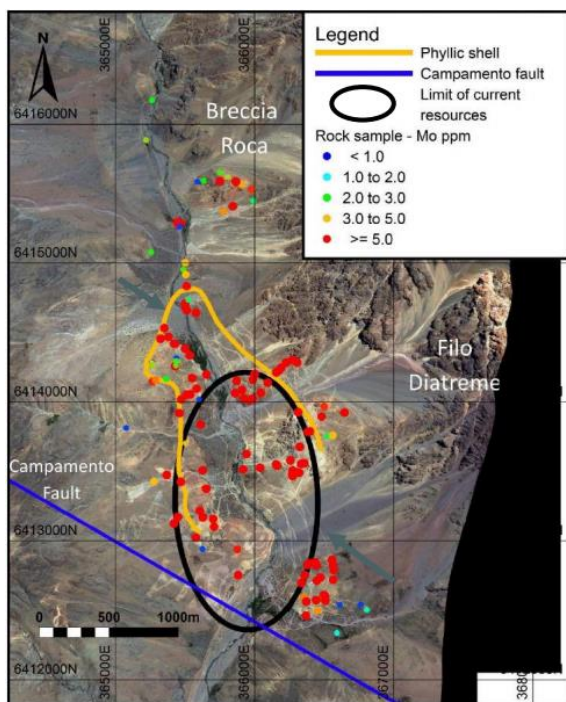 365000E
366000E
N
Legend
Phyllic shell
Campamento fault
Limit of current
resources
Rock sample - Mo ppm
< 1.0
1.0 to 2.0
2.0 to 3.0
3.0 to 5.0
>= 5.0
6416000N
Breccia
Roca
6415000N
Filo
Diatreme
6414000N
Campamento
Fault
6413000N
0 500 1000m
6412000N
365000E
366000E
367000E